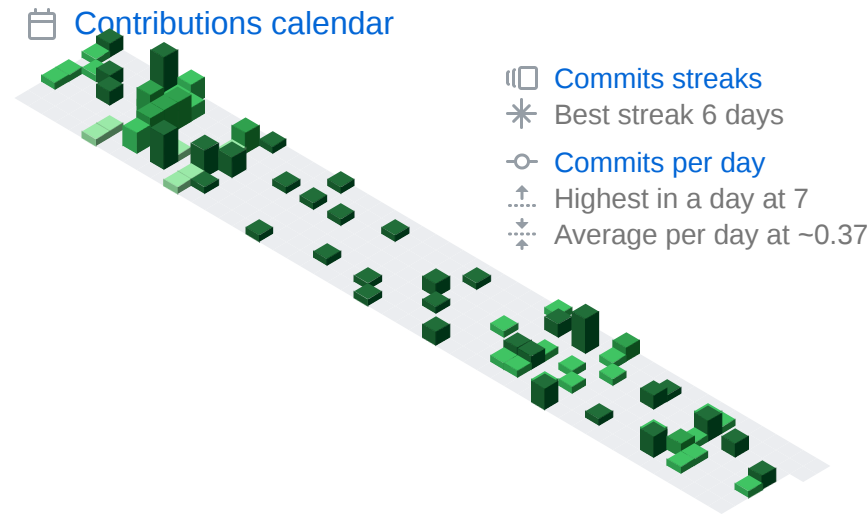 Contributions calendar
Commits streaks
Best streak 6 days
Commits per day
Highest in a day at 7
Average per day at ~0.37